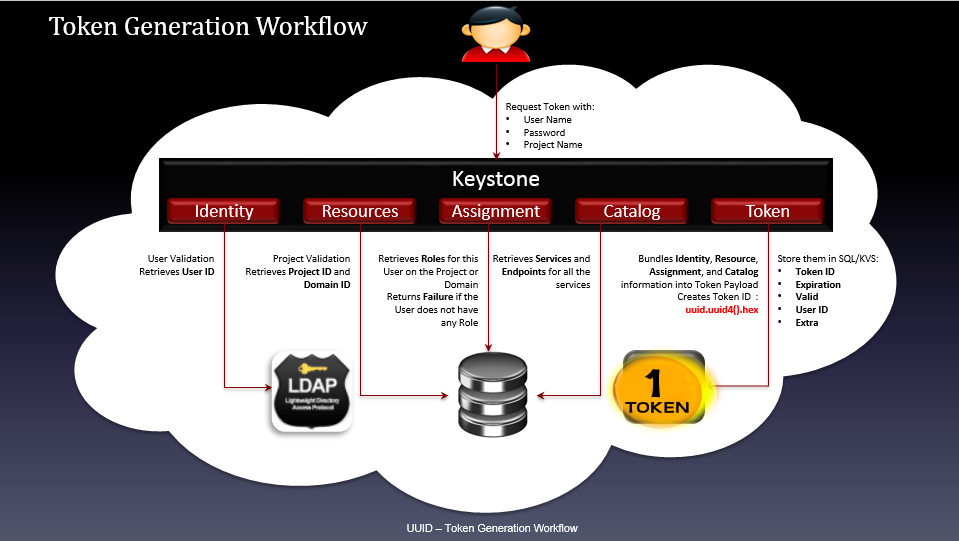 Token Generation Workflow
Request Token with:
• User Name
• Password
• Project Name
Keystone
Identity
Resources
Assignment
Catalog
Token
User Validation
Retrieves User ID
Project Validation
Retrieves Project ID and
Domain ID
Retrieves Roles for this
User on the Project or
Domain
Returns Failure if the
User does not have
any Role
Retrieves Services and
Endpoints for all the
services
Bundles Identity, Resource,
Assignment, and Catalog
information into Token Payload
Creates Token ID :
uuid.uuid4().hex
Store them in SQL/KVS:
• Token ID
• Expiration
• Valid
• User ID
• Extra
LDAP
Lightweight Directory
Access Protocol
1
TOKEN
UUID – Token Generation Workflow